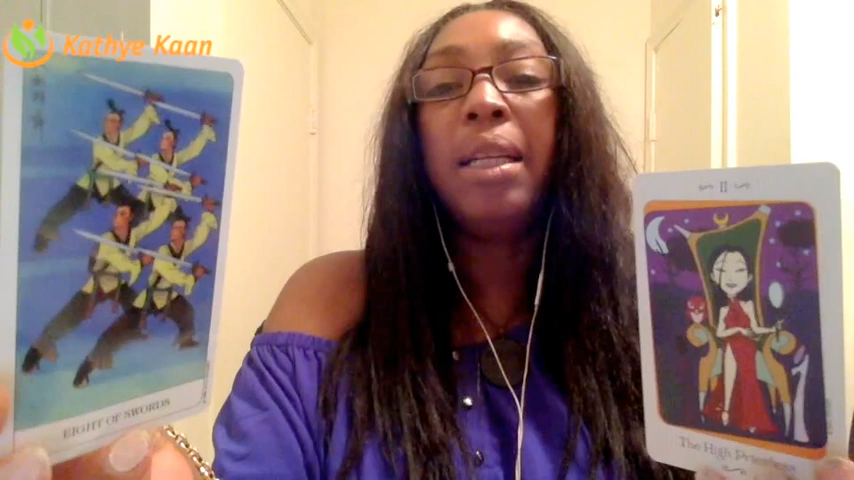 Kathye Kaan
EIGHT OF SWORDS
II
The High Priestess